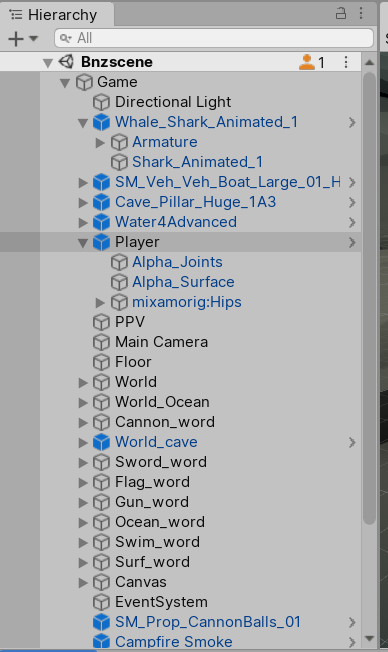 Hierarchy
All
Bnzscene
1
Game
Directional Light
Whale_Shark_Animated_1
Armature
Shark_Animated_1
SM_Veh_Veh_Boat_Large_01_H
Cave_Pillar_Huge_1A3
Water4Advanced
Player
Alpha_Joints
Alpha_Surface
mixamorig:Hips
PPV
Main Camera
Floor
World
World_Ocean
Cannon_word
World_cave
Sword_word
Flag_word
Gun_word
Ocean_word
Swim_word
Surf_word
Canvas
EventSystem
SM_Prop_CannonBalls_01
Campfire Smoke